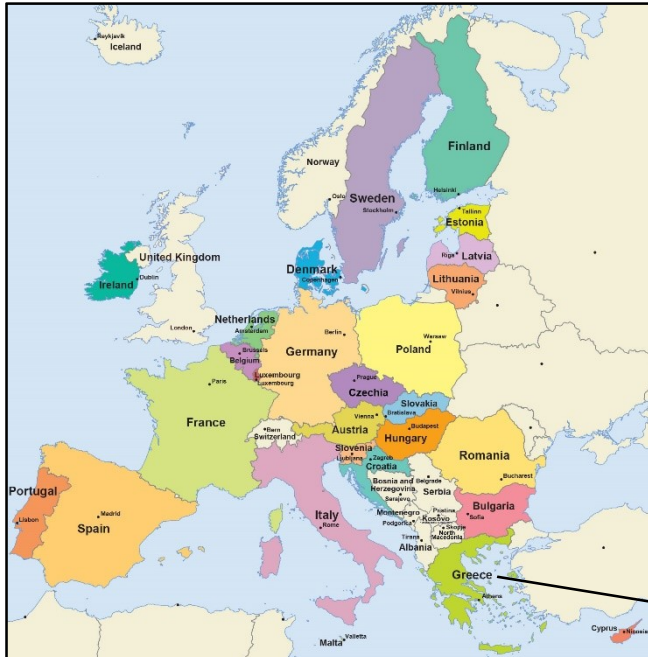 Reykjavik
Iceland
Norway
Oslo
Sweden
Stockholm
Finland
Helsinki
Tallinn
Estonia
Riga
Latvia
Lithuania
Vilnius
United Kingdom
Dublin
Ireland
London
Denmark
Copenhagen
Netherlands
Amsterdam
Brussels
Belgium
Luxembourg
Luxembourg
Berlin
Germany
Warsaw
Poland
Prague
Czechia
Paris
France
Bern
Switzerland
Vienna
Austria
Slovakia
Bratislava
Budapest
Hungary
Slovenia
Ljubljana
Zagreb
Croatia
Romania
Bucharest
Bosnia and
Herzegovina
Sarajevo
Belgrade
Serbia
Montenegro
Podgorica
Pristina
Kosovo
Skopje
North
Macedonia
Tirana
Albania
Bulgaria
Sofia
Portugal
Lisbon
Madrid
Spain
Italy
Rome
Greece
Athens
Malta
Valletta
Cyprus
Nicosia